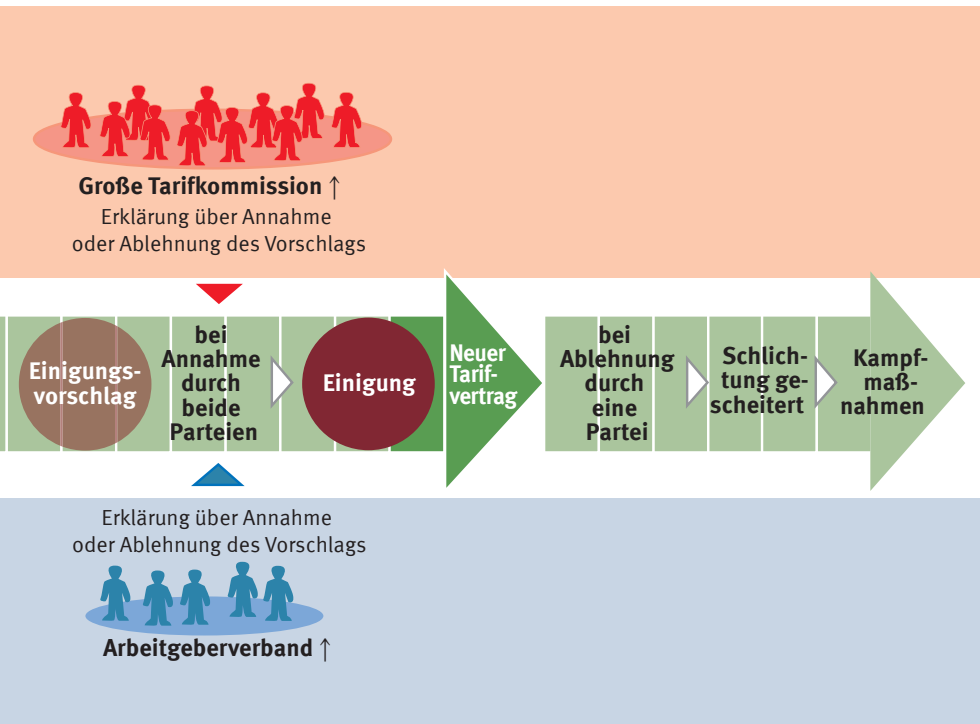 Große Tarifkommission ↑
Erklärung über Annahme
oder Ablehnung des Vorschlags
Einigungs-
vorschlag
bei
Annahme
durch
beide
Parteien
Einigung
Neuer
Tarif-
vertrag
bei
Ablehnung
durch
eine
Partei
Schlich-
tung ge-
scheitert
Kampf-
maß-
nahmen
Erklärung über Annahme
oder Ablehnung des Vorschlags
Arbeitgeberverband ↑